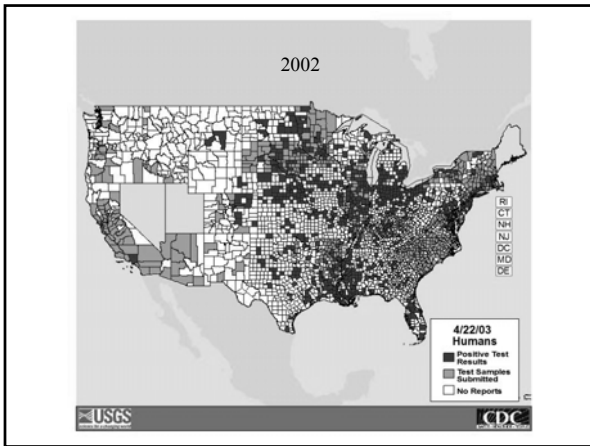 2002
RI
CT
NH
NJ
DC
MD
DE
4/22/03
Humans
Positive Test
Results
Test Samples
Submitted
No Reports
USGS
CDC